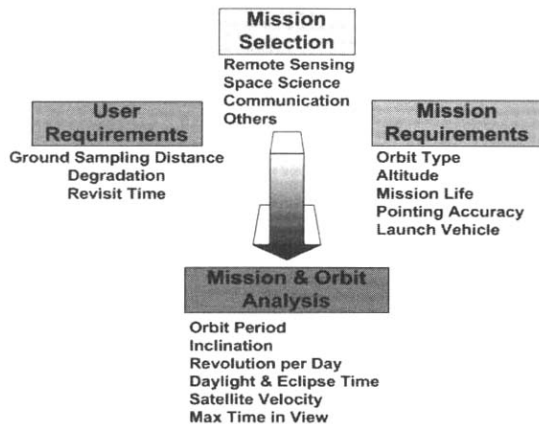 Mission
Selection
Remote Sensing
Space Science
Communication
Others
User
Requirements
Ground Sampling Distance
Degradation
Revisit Time
Mission
Requirements
Orbit Type
Altitude
Mission Life
Pointing Accuracy
Launch Vehicle
Mission & Orbit
Analysis
Orbit Period
Inclination
Revolution per Day
Daylight & Eclipse Time
Satellite Velocity
Max Time in View